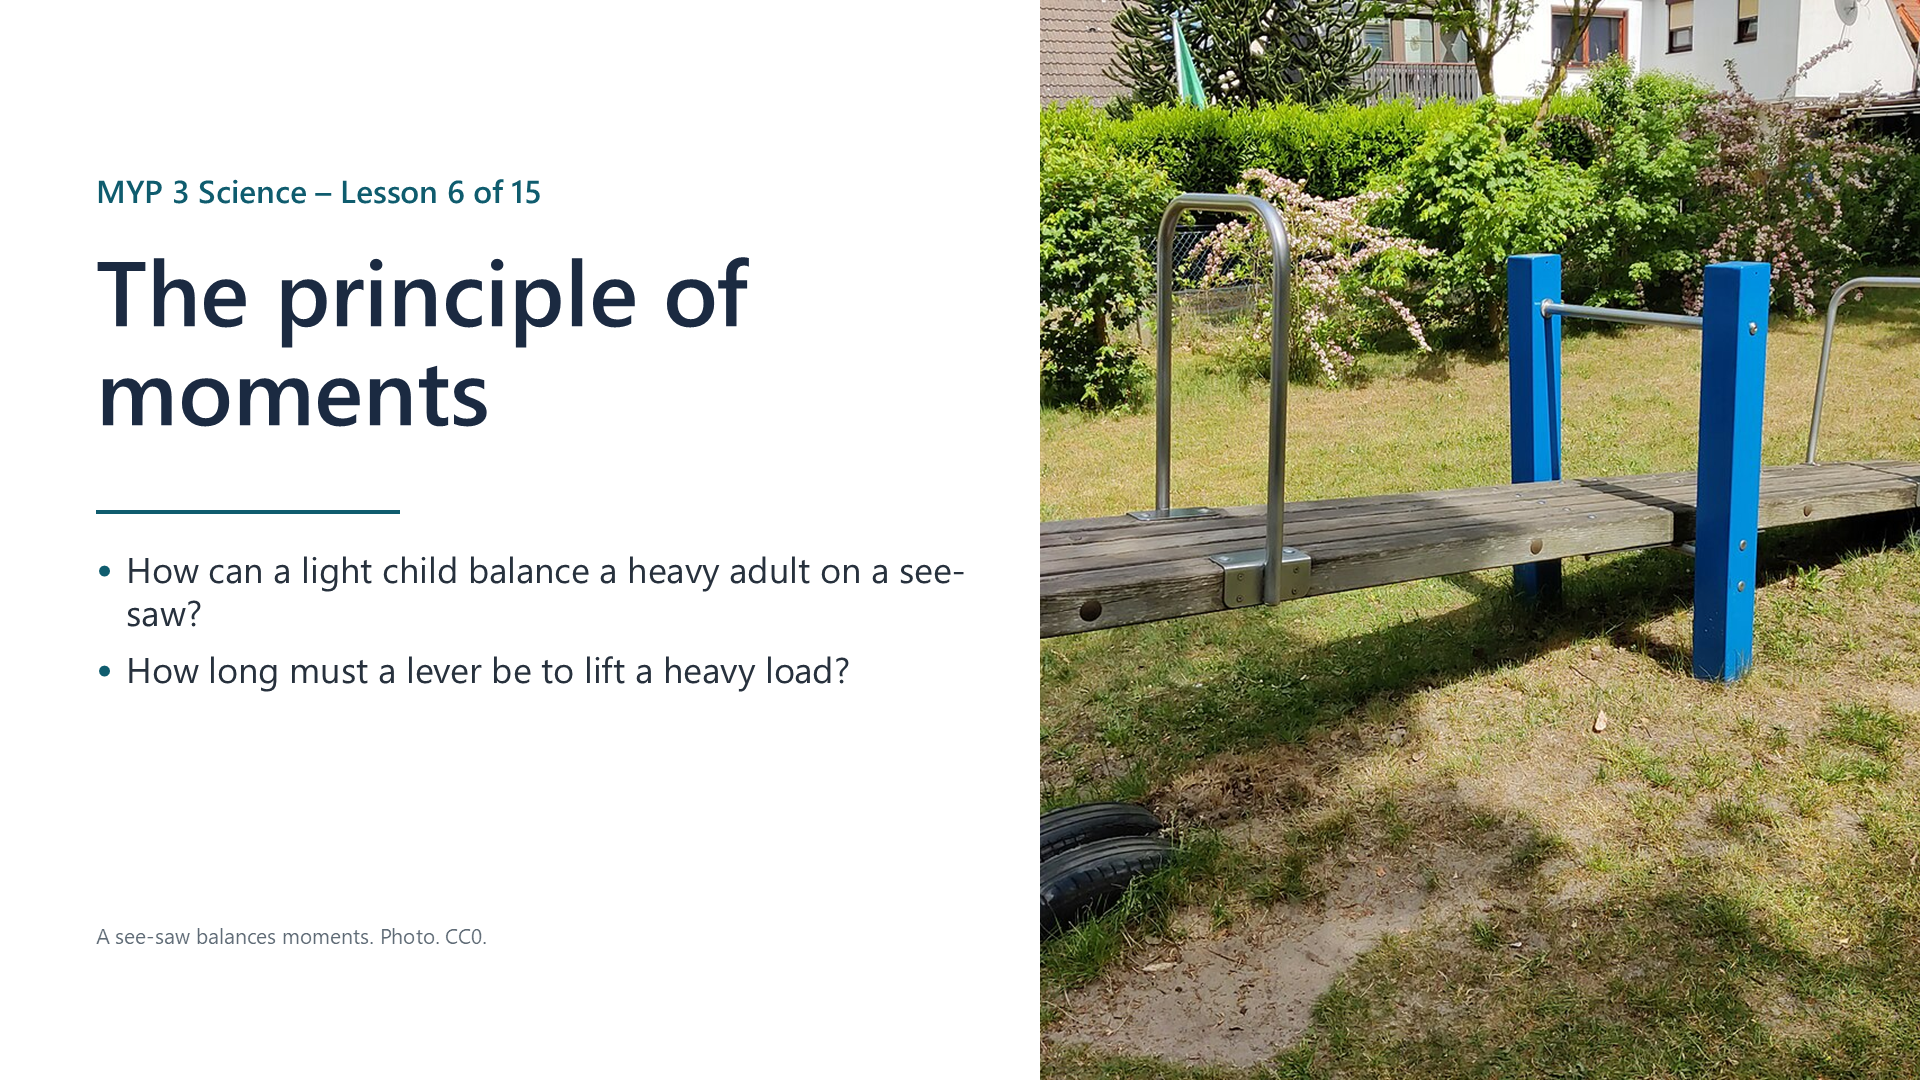 MYP 3 Science – Lesson 6 of 15
The principle of
moments
• How can a light child balance a heavy adult on a see-
saw?
• How long must a lever be to lift a heavy load?
A see-saw balances moments. Photo. CC0.